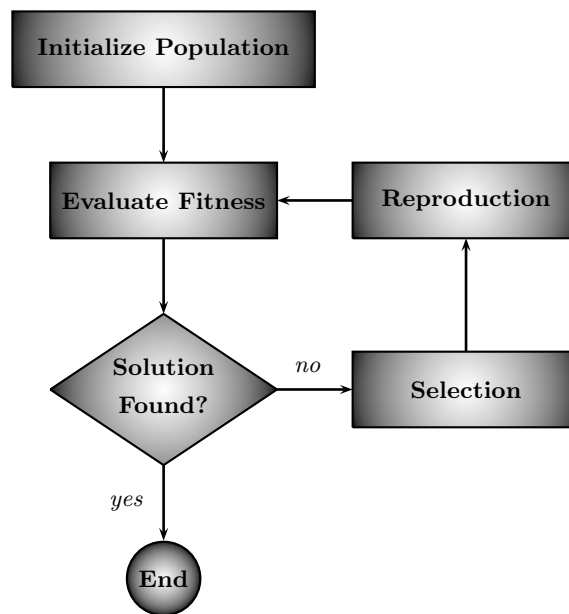 Initialize Population
Evaluate Fitness
Reproduction
Solution
Found?
no
Selection
yes
End